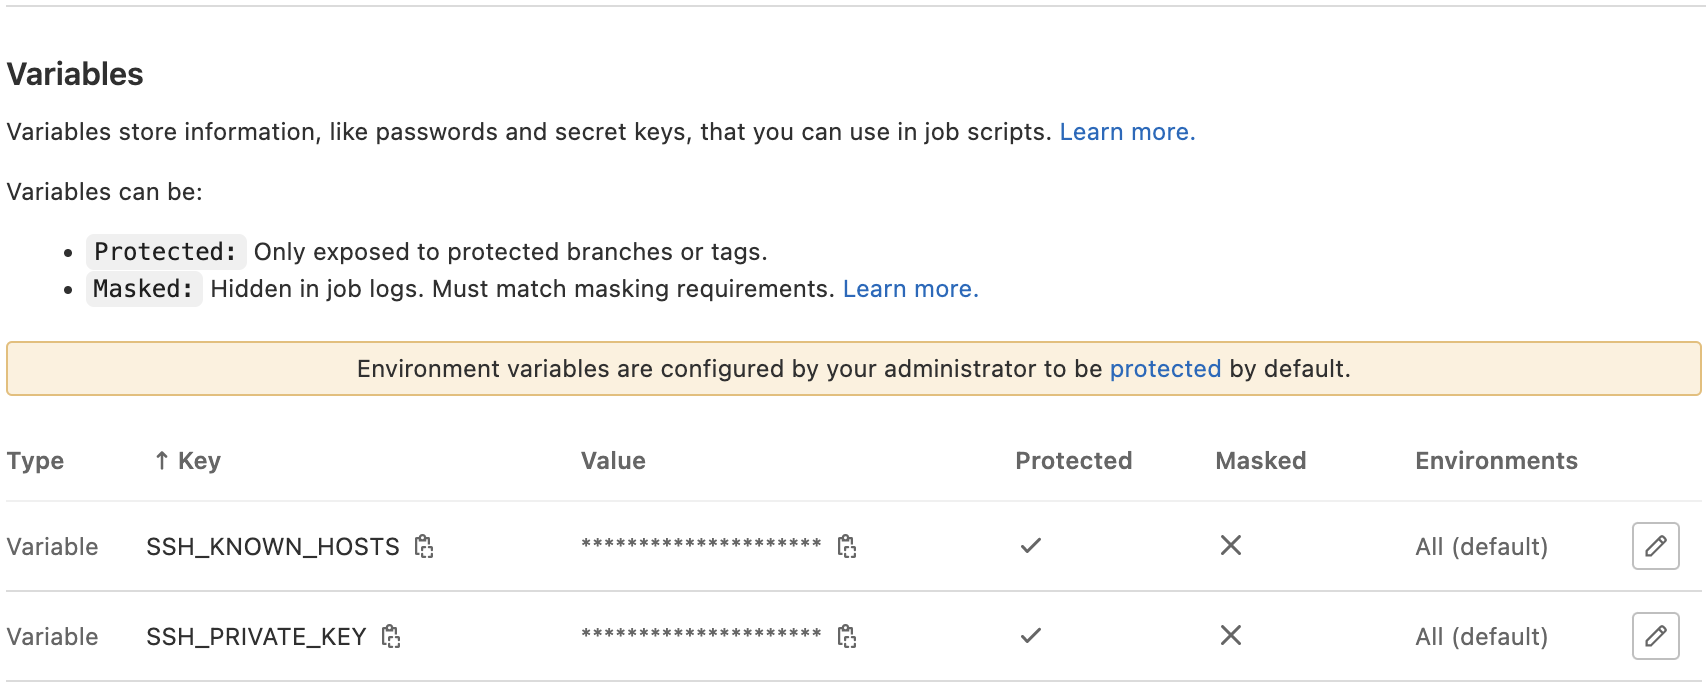 Variables
Variables store information, like passwords and secret keys, that you can use in job scripts. Learn more.
Variables can be:
• Protected: Only exposed to protected branches or tags.
• Masked: Hidden in job logs. Must match masking requirements. Learn more.
Environment variables are configured by your administrator to be protected by default.
Type ↑ Key Value Protected Masked Environments
Variable SSH_KNOWN_HOSTS ********************* All (default)
Variable SSH_PRIVATE_KEY ********************* All (default)